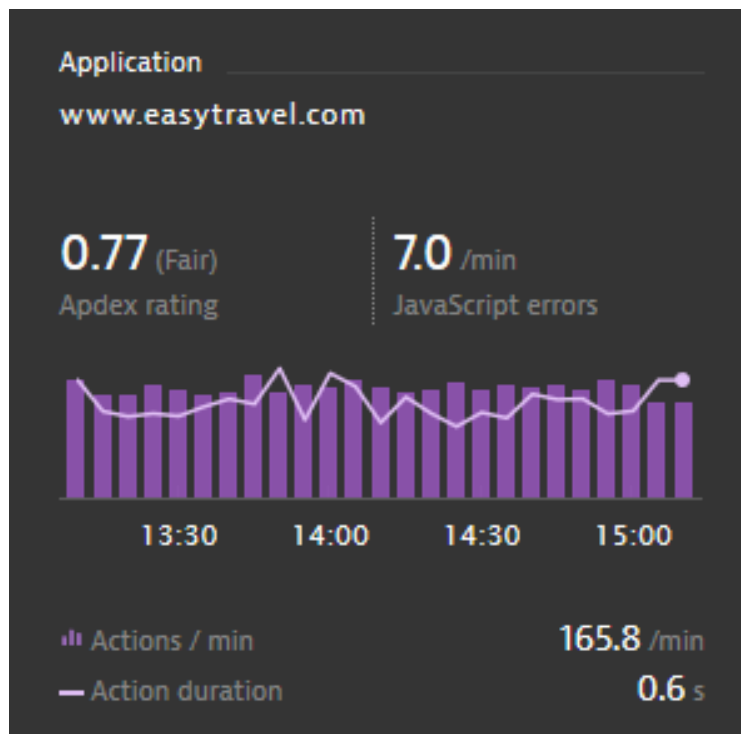 Application
www.easytravel.com
0.77 (Fair)
Apdex rating
7.0 /min
JavaScript errors
13:30 14:00 14:30 15:00
Actions / min 165.8 /min
Action duration 0.6 s